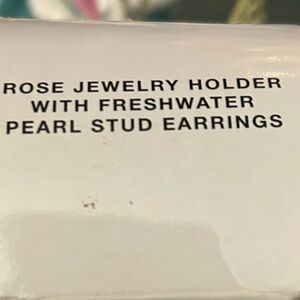 ROSE JEWELRY HOLDER
WITH FRESHWATER
PEARL STUD EARRINGS